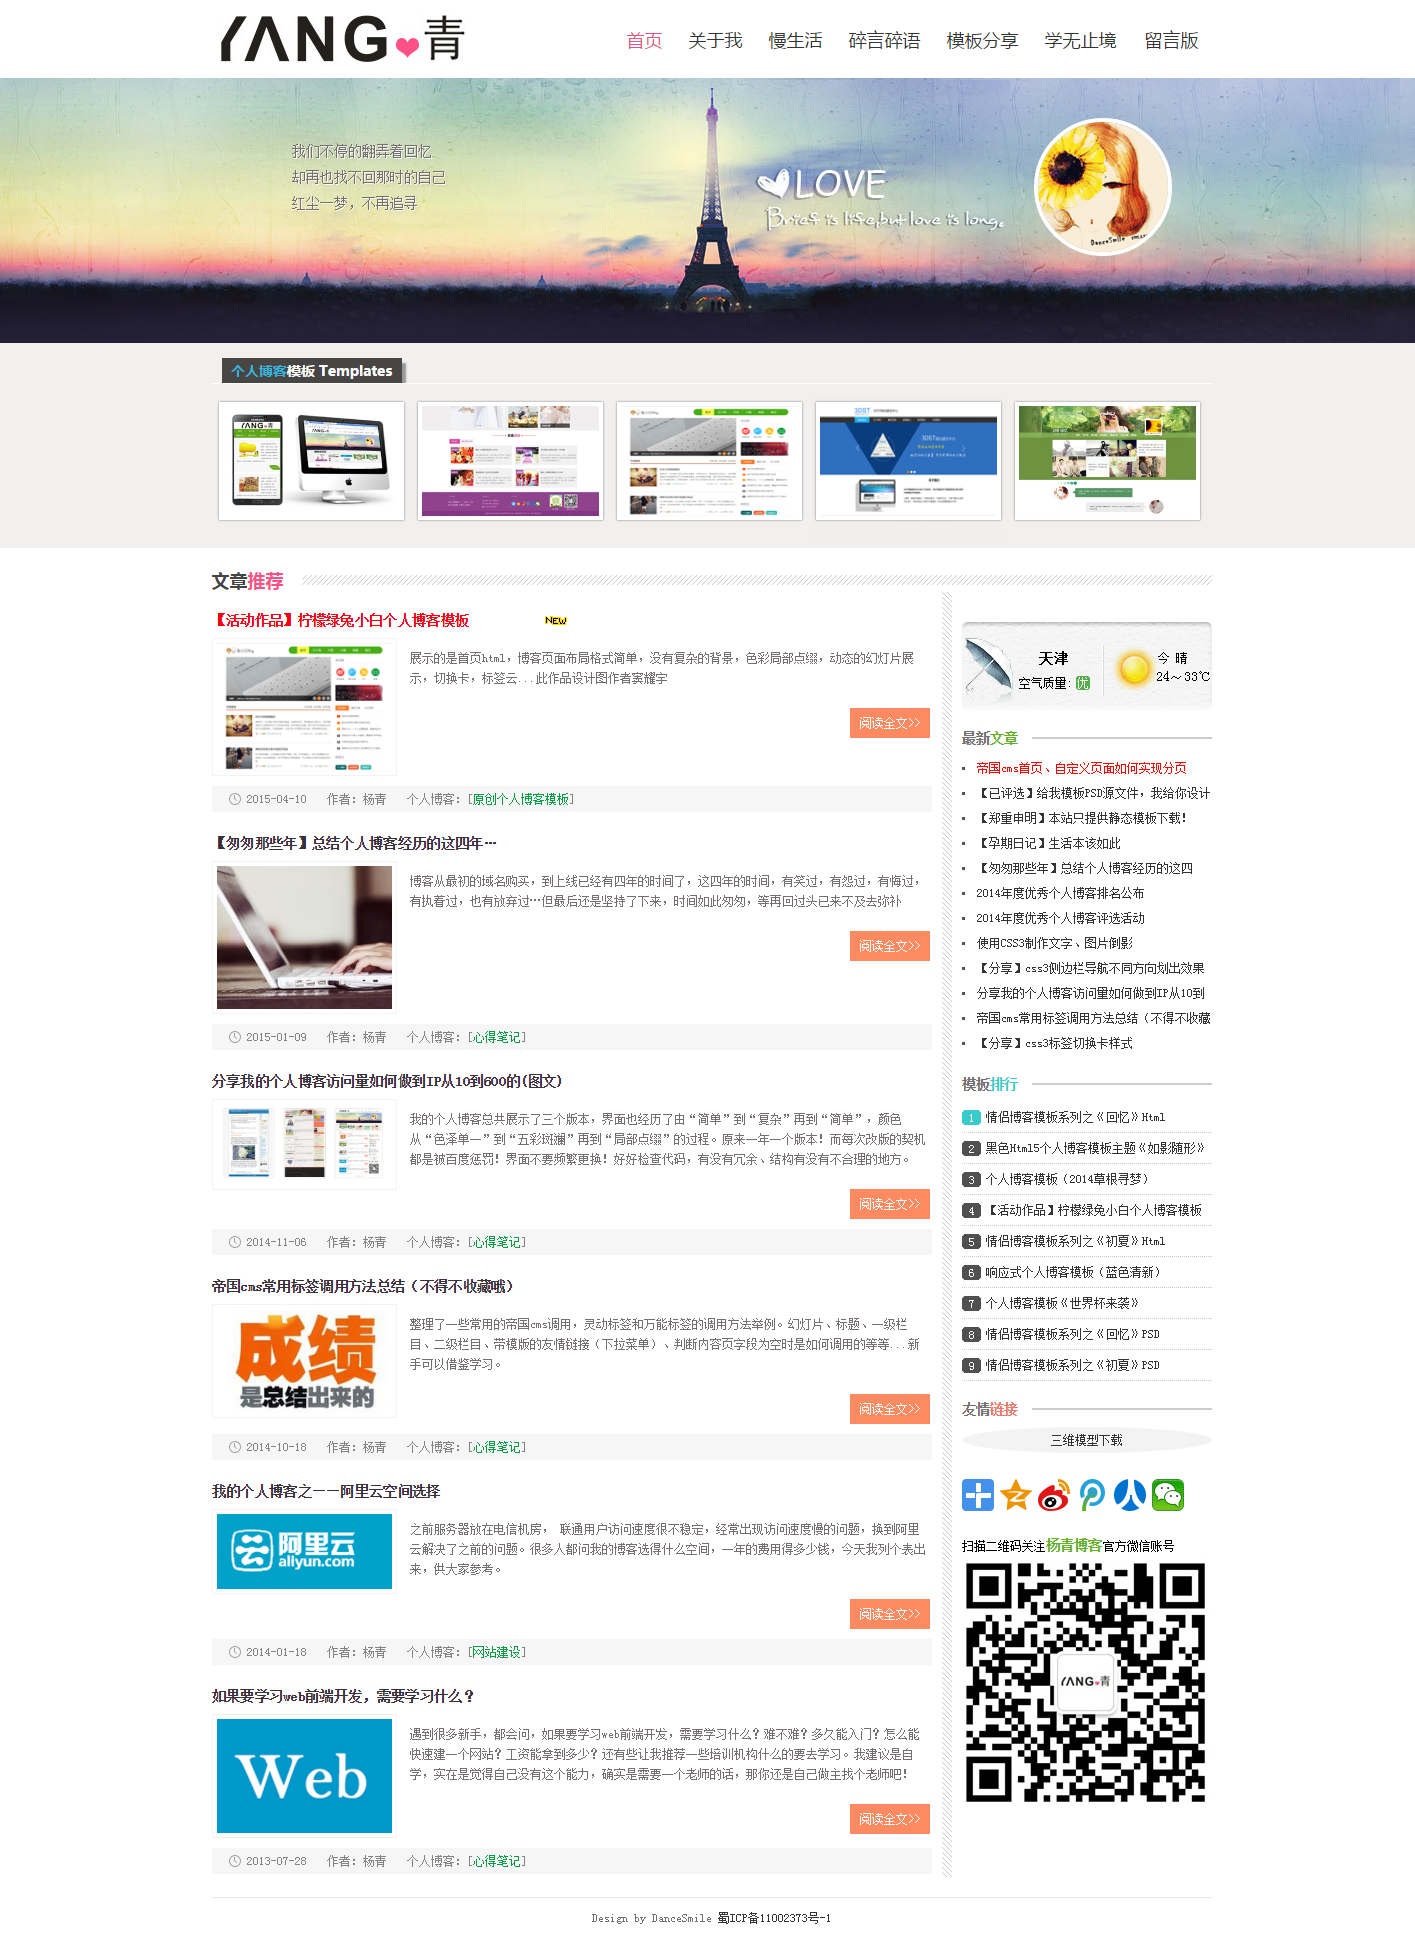 YANG 青
首页 关于我 慢生活 碎言碎语 模板分享 学无止境 留言版
我们不停的翻弄着回忆
却再也找不回那时的自己
红尘一梦，不再追寻
LOVE
Brief is life,but love is long.
DanceSmile
个人博客模板 Templates
文章推荐
【活动作品】柠檬绿兔小白个人博客模板 NEW
展示的是首页html，博客页面布局格式简单，没有复杂的背景，色彩局部点缀，动态的幻灯片展
示，切换卡，标签云...此作品设计图作者窦耀宇
阅读全文>>
2015-04-10 作者：杨青 个人博客：[原创个人博客模板]
【匆匆那些年】总结个人博客经历的这四年…
博客从最初的域名购买，到上线已经有四年的时间了，这四年的时间，有笑过，有怨过，有悔过，
有执着过，也有放弃过…但最后还是坚持了下来，时间如此匆匆，等再回过头已来不及去弥补
阅读全文>>
2015-01-09 作者：杨青 个人博客：[心得笔记]
分享我的个人博客访问量如何做到IP从10到600的(图文)
我的个人博客总共展示了三个版本，界面也经历了由“简单”到“复杂”再到“简单”，颜色
从“色泽单一”到“五彩斑斓”再到“局部点缀”的过程。原来一年一个版本！而每次改版的契机
都是被百度惩罚！界面不要频繁更换！好好检查代码，有没有冗余、结构有没有不合理的地方。
阅读全文>>
2014-11-06 作者：杨青 个人博客：[心得笔记]
帝国cms常用标签调用方法总结（不得不收藏哦）
成绩
是总结出来的
整理了一些常用的帝国cms调用，灵动标签和万能标签的调用方法举例。幻灯片、标题、一级栏
目、二级栏目、带模版的友情链接（下拉菜单）、判断内容页字段为空时是如何调用的等等...新
手可以借鉴学习。
阅读全文>>
2014-10-18 作者：杨青 个人博客：[心得笔记]
我的个人博客之——阿里云空间选择
阿里云
aliyun.com
之前服务器放在电信机房， 联通用户访问速度很不稳定，经常出现访问速度慢的问题，换到阿里
云解决了之前的问题。很多人都问我的博客选得什么空间，一年的费用得多少钱，今天我列个表出
来，供大家参考。
阅读全文>>
2014-01-18 作者：杨青 个人博客：[网站建设]
如果要学习web前端开发，需要学习什么？
Web
遇到很多新手，都会问，如果要学习web前端开发，需要学习什么？难不难？多久能入门？怎么能
快速建一个网站？工资能拿到多少？还有些让我推荐一些培训机构什么的要去学习。我建议是自
学，实在是觉得自己没有这个能力，确实是需要一个老师的话，那你还是自己做主找个老师吧！
阅读全文>>
2013-07-28 作者：杨青 个人博客：[心得笔记]
天津
空气质量：优
今 晴
24～33℃
最新文章
帝国cms首页、自定义页面如何实现分页
【已评选】给我模板PSD源文件，我给你设计
【郑重申明】本站只提供静态模板下载！
【孕期日记】生活本该如此
【匆匆那些年】总结个人博客经历的这四
2014年度优秀个人博客排名公布
2014年度优秀个人博客评选活动
使用CSS3制作文字、图片倒影
【分享】css3侧边栏导航不同方向划出效果
分享我的个人博客访问量如何做到IP从10到
帝国cms常用标签调用方法总结（不得不收藏
【分享】css3标签切换卡样式
模板排行
1 情侣博客模板系列之《回忆》Html
2 黑色Html5个人博客模板主题《如影随形》
3 个人博客模板（2014草根寻梦）
4 【活动作品】柠檬绿兔小白个人博客模板
5 情侣博客模板系列之《初夏》Html
6 响应式个人博客模板（蓝色清新）
7 个人博客模板《世界杯来袭》
8 情侣博客模板系列之《回忆》PSD
9 情侣博客模板系列之《初夏》PSD
友情链接
三维模型下载
扫描二维码关注杨青博客官方微信账号
YANG 青
Design by DanceSmile 蜀ICP备11002373号-1